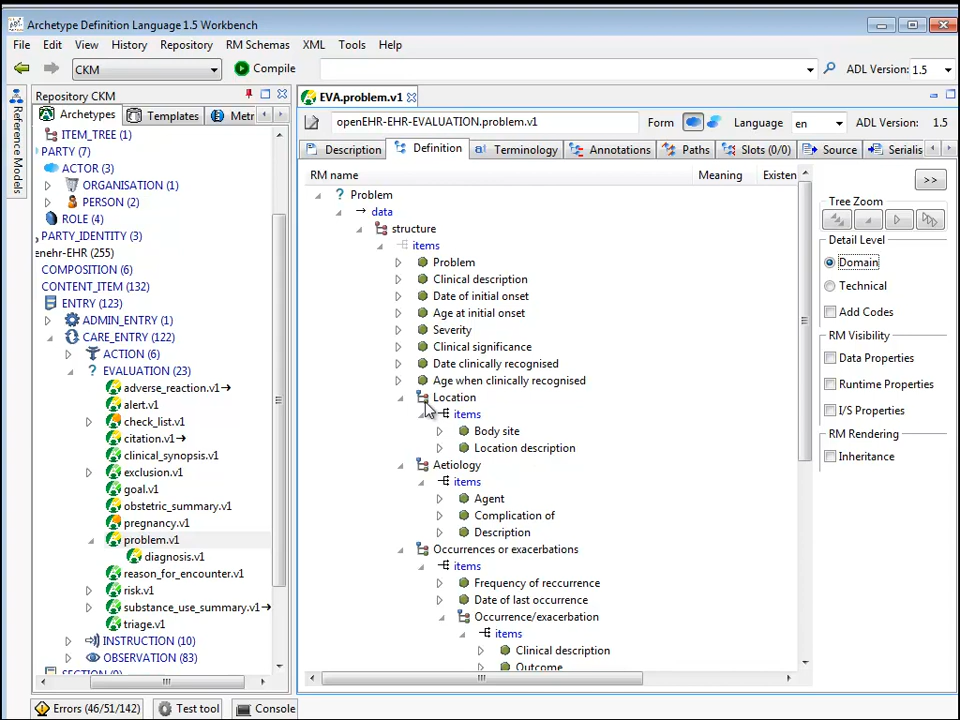 Archetype Definition Language 1.5 Workbench
File Edit View History Repository RM Schemas XML Tools Help
CKM Compile ADL Version: 1.5
Reference Models
Repository CKM
Archetypes Templates Metr
ITEM_TREE (1)
PARTY (7)
ACTOR (3)
ORGANISATION (1)
PERSON (2)
ROLE (4)
PARTY_IDENTITY (3)
enehr-EHR (255)
COMPOSITION (6)
CONTENT_ITEM (132)
ENTRY (123)
ADMIN_ENTRY (1)
CARE_ENTRY (122)
ACTION (6)
EVALUATION (23)
adverse_reaction.v1→
alert.v1
check_list.v1
citation.v1→
clinical_synopsis.v1
exclusion.v1
goal.v1
obstetric_summary.v1
pregnancy.v1
problem.v1
diagnosis.v1
reason_for_encounter.v1
risk.v1
substance_use_summary.v1→
triage.v1
INSTRUCTION (10)
OBSERVATION (83)
SECTION (9)
EVA.problem.v1
openEHR-EHR-EVALUATION.problem.v1 Form Language en ADL Version: 1.5
Description Definition Terminology Annotations Paths Slots (0/0) Source Serialis
RM name Meaning Existen
Problem
data
structure
items
Problem
Clinical description
Date of initial onset
Age at initial onset
Severity
Clinical significance
Date clinically recognised
Age when clinically recognised
Location
items
Body site
Location description
Aetiology
items
Agent
Complication of
Description
Occurrences or exacerbations
items
Frequency of reccurrence
Date of last occurrence
Occurrence/exacerbation
items
Clinical description
Outcome
>>
Tree Zoom
Detail Level
Domain
Technical
Add Codes
RM Visibility
Data Properties
Runtime Properties
I/S Properties
RM Rendering
Inheritance
Errors (46/51/142) Test tool Console